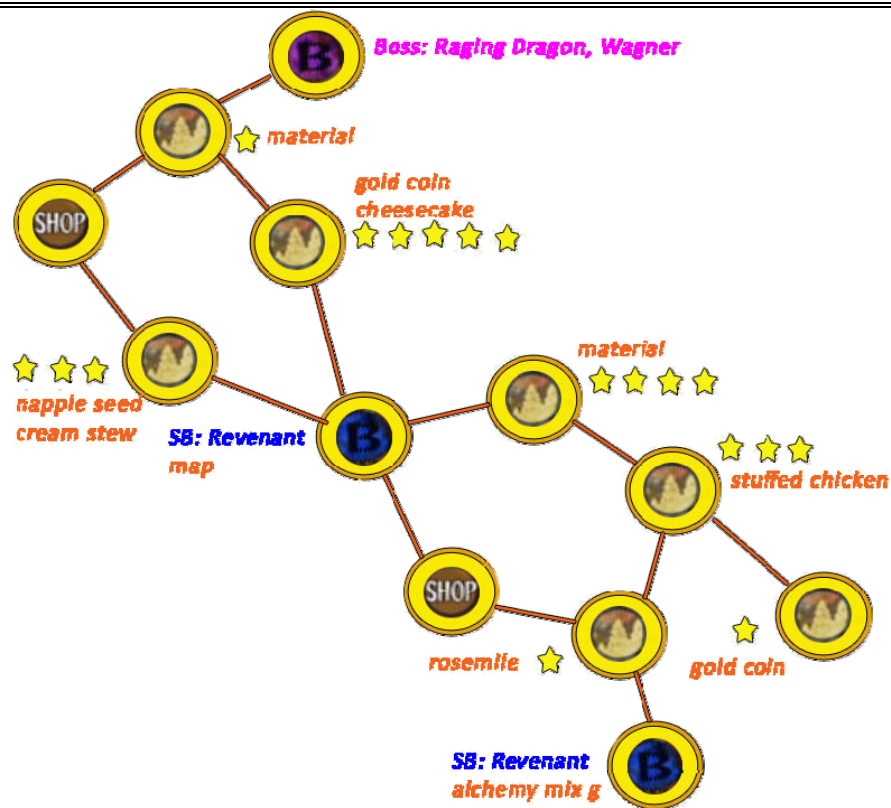 B
Boss: Raging Dragon, Wagner
material
gold coin
cheesecake
SHOP
material
napple seed
cream stew
SB: Revenant
map
B
stuffed chicken
SHOP
rosemile
gold coin
SB: Revenant
alchemy mix g
B